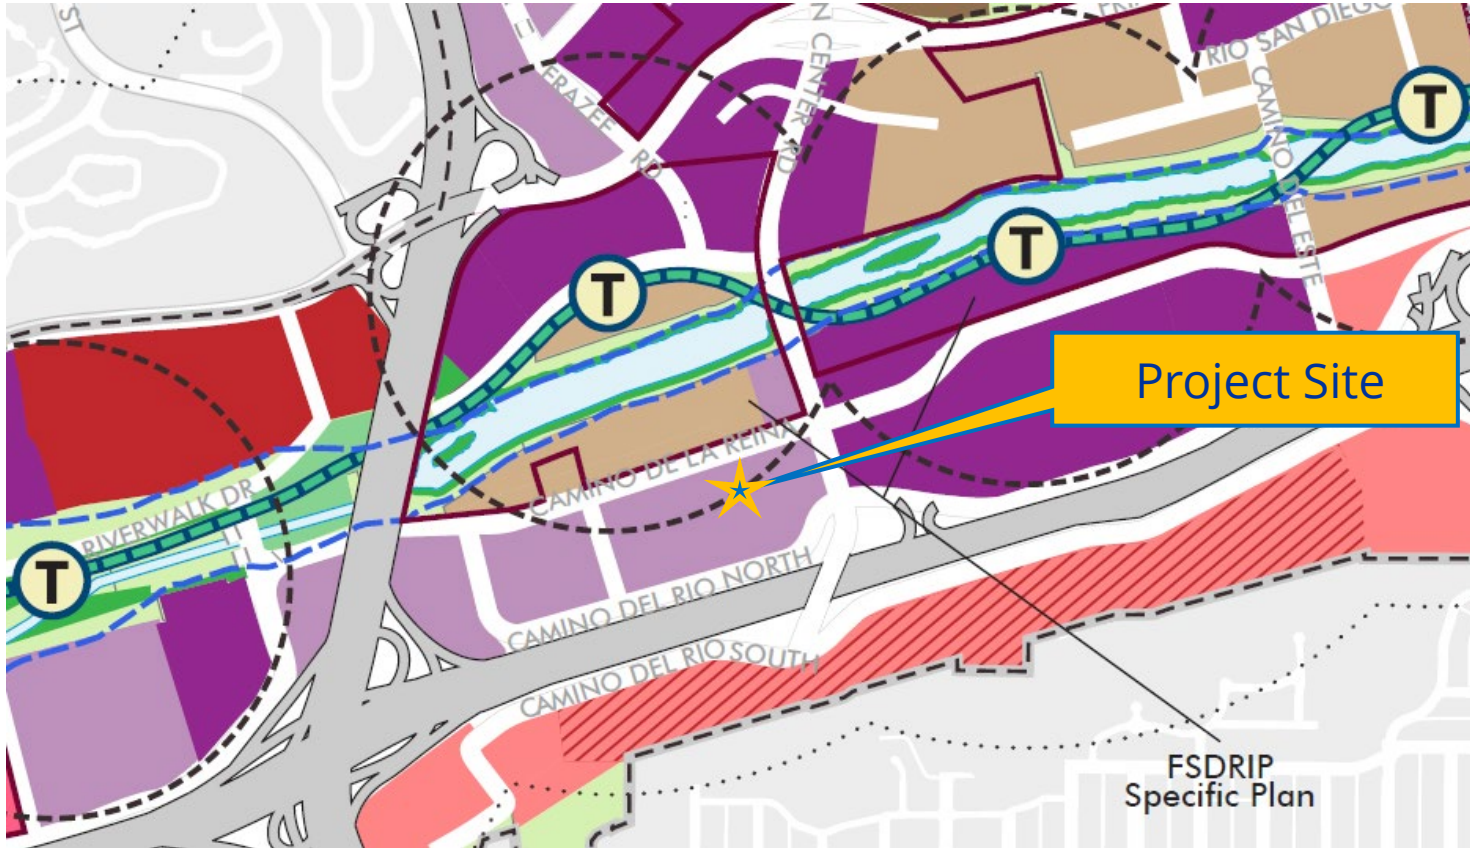 ST
FRAZEE
RD
N CENTER RD
RIO SAN DIEGO
CAMINO DEL ESTE
T
T
T
T
Project Site
CAMINO DE LA REINA
RIVERWALK DR
CAMINO DEL RIO NORTH
CAMINO DEL RIO SOUTH
FSDRIP
Specific Plan